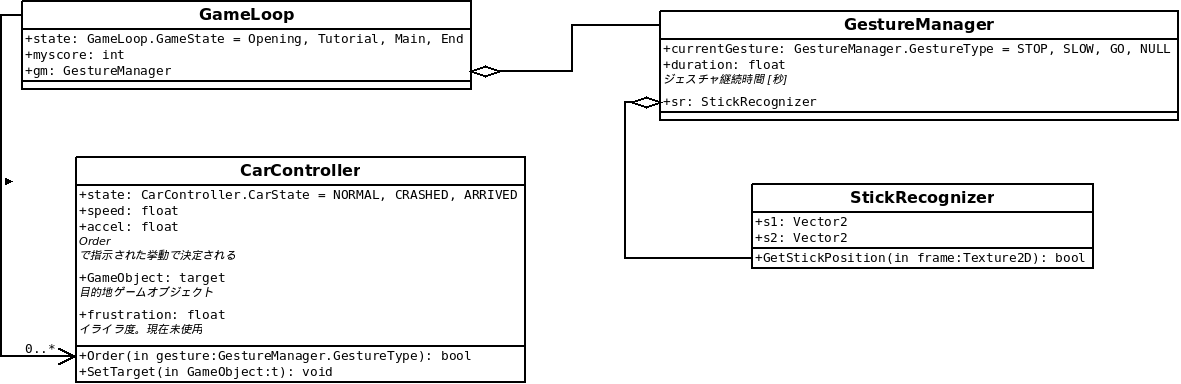 GameLoop
+state: GameLoop.GameState = Opening, Tutorial, Main, End
+myscore: int
+gm: GestureManager
GestureManager
+currentGesture: GestureManager.GestureType = STOP, SLOW, GO, NULL
+duration: float
ジェスチャ継続時間[秒]
+sr: StickRecognizer
CarController
+state: CarController.CarState = NORMAL, CRASHED, ARRIVED
+speed: float
+accel: float
Order
で指示された挙動で決定される
+GameObject: target
目的地ゲームオブジェクト
+frustration: float
イライラ度。現在未使用
+Order(in gesture:GestureManager.GestureType): bool
+SetTarget(in GameObject:t): void
0..*
StickRecognizer
+s1: Vector2
+s2: Vector2
+GetStickPosition(in frame:Texture2D): bool